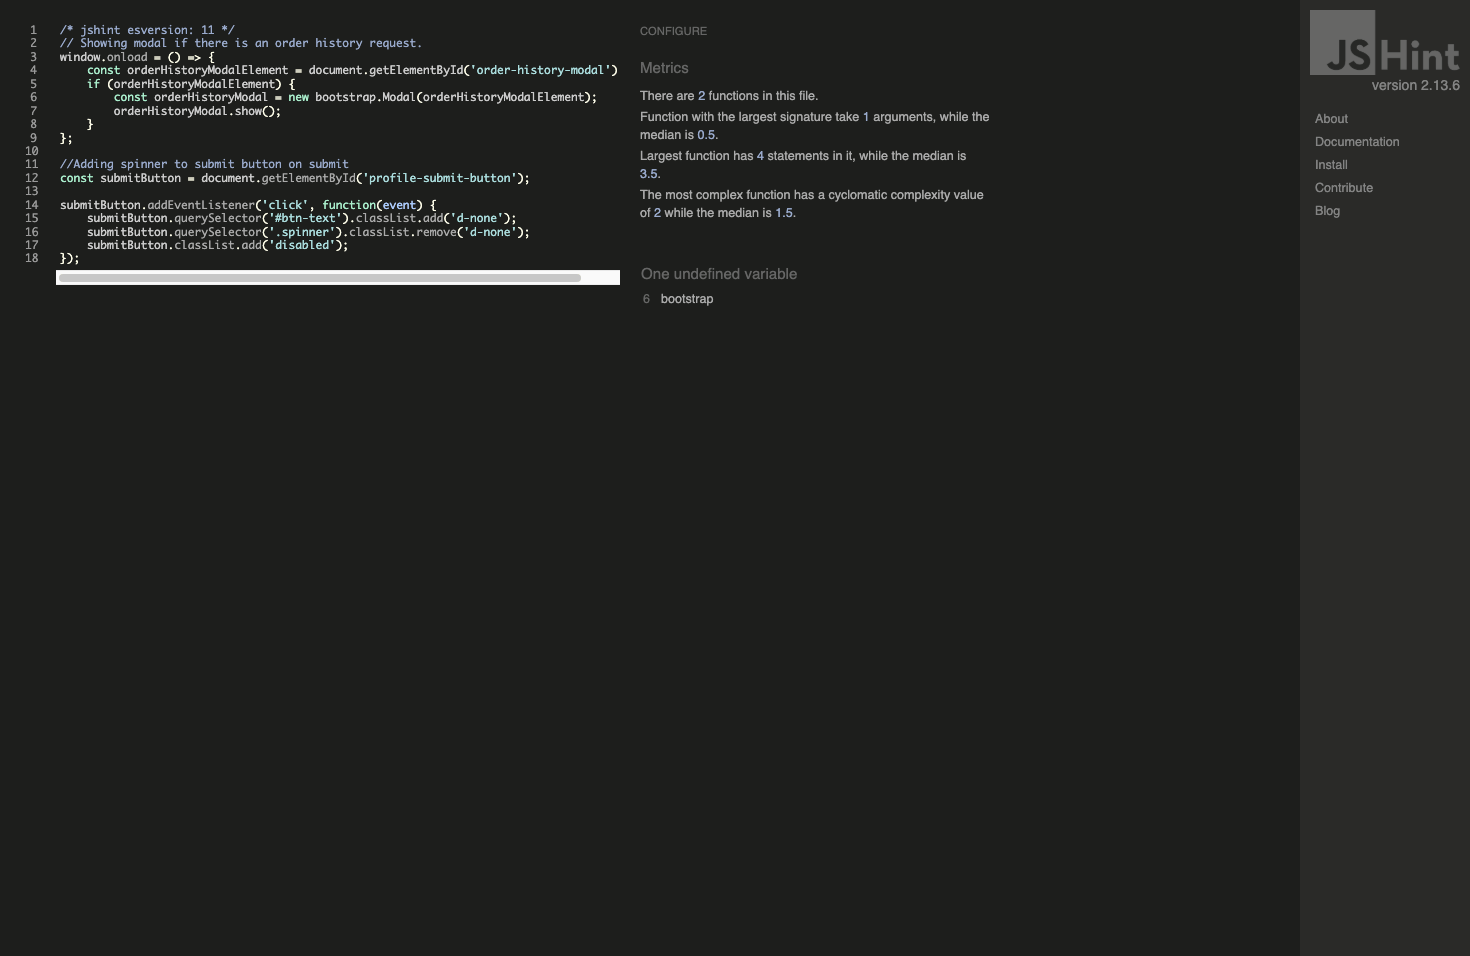 1 /* jshint esversion: 11 */
2 // Showing modal if there is an order history request.
3 window.onload = () => {
4     const orderHistoryModalElement = document.getElementById('order-history-modal')
5     if (orderHistoryModalElement) {
6         const orderHistoryModal = new bootstrap.Modal(orderHistoryModalElement);
7         orderHistoryModal.show();
8     }
9 };
10
11 //Adding spinner to submit button on submit
12 const submitButton = document.getElementById('profile-submit-button');
13
14 submitButton.addEventListener('click', function(event) {
15     submitButton.querySelector('#btn-text').classList.add('d-none');
16     submitButton.querySelector('.spinner').classList.remove('d-none');
17     submitButton.classList.add('disabled');
18 });
CONFIGURE
Metrics
There are 2 functions in this file.
Function with the largest signature take 1 arguments, while the
median is 0.5.
Largest function has 4 statements in it, while the median is
3.5.
The most complex function has a cyclomatic complexity value
of 2 while the median is 1.5.
One undefined variable
6 bootstrap
JSHint
version 2.13.6
About
Documentation
Install
Contribute
Blog